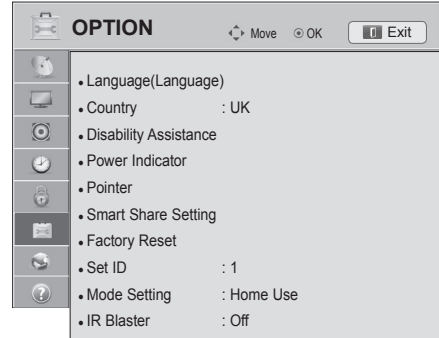 OPTION Move OK Exit
• Language(Language)
• Country : UK
• Disability Assistance
• Power Indicator
• Pointer
• Smart Share Setting
• Factory Reset
• Set ID : 1
• Mode Setting : Home Use
• IR Blaster : Off